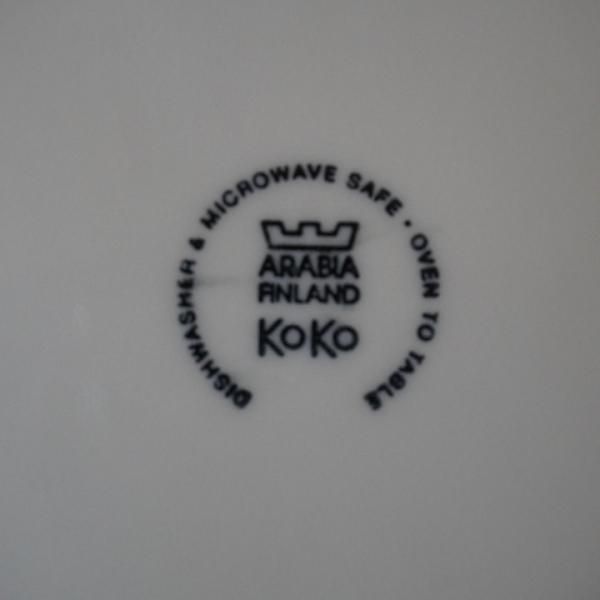 DISHWASHER & MICROWAVE SAFE · OVEN TO TABLE
ARABIA
FINLAND
KOKO